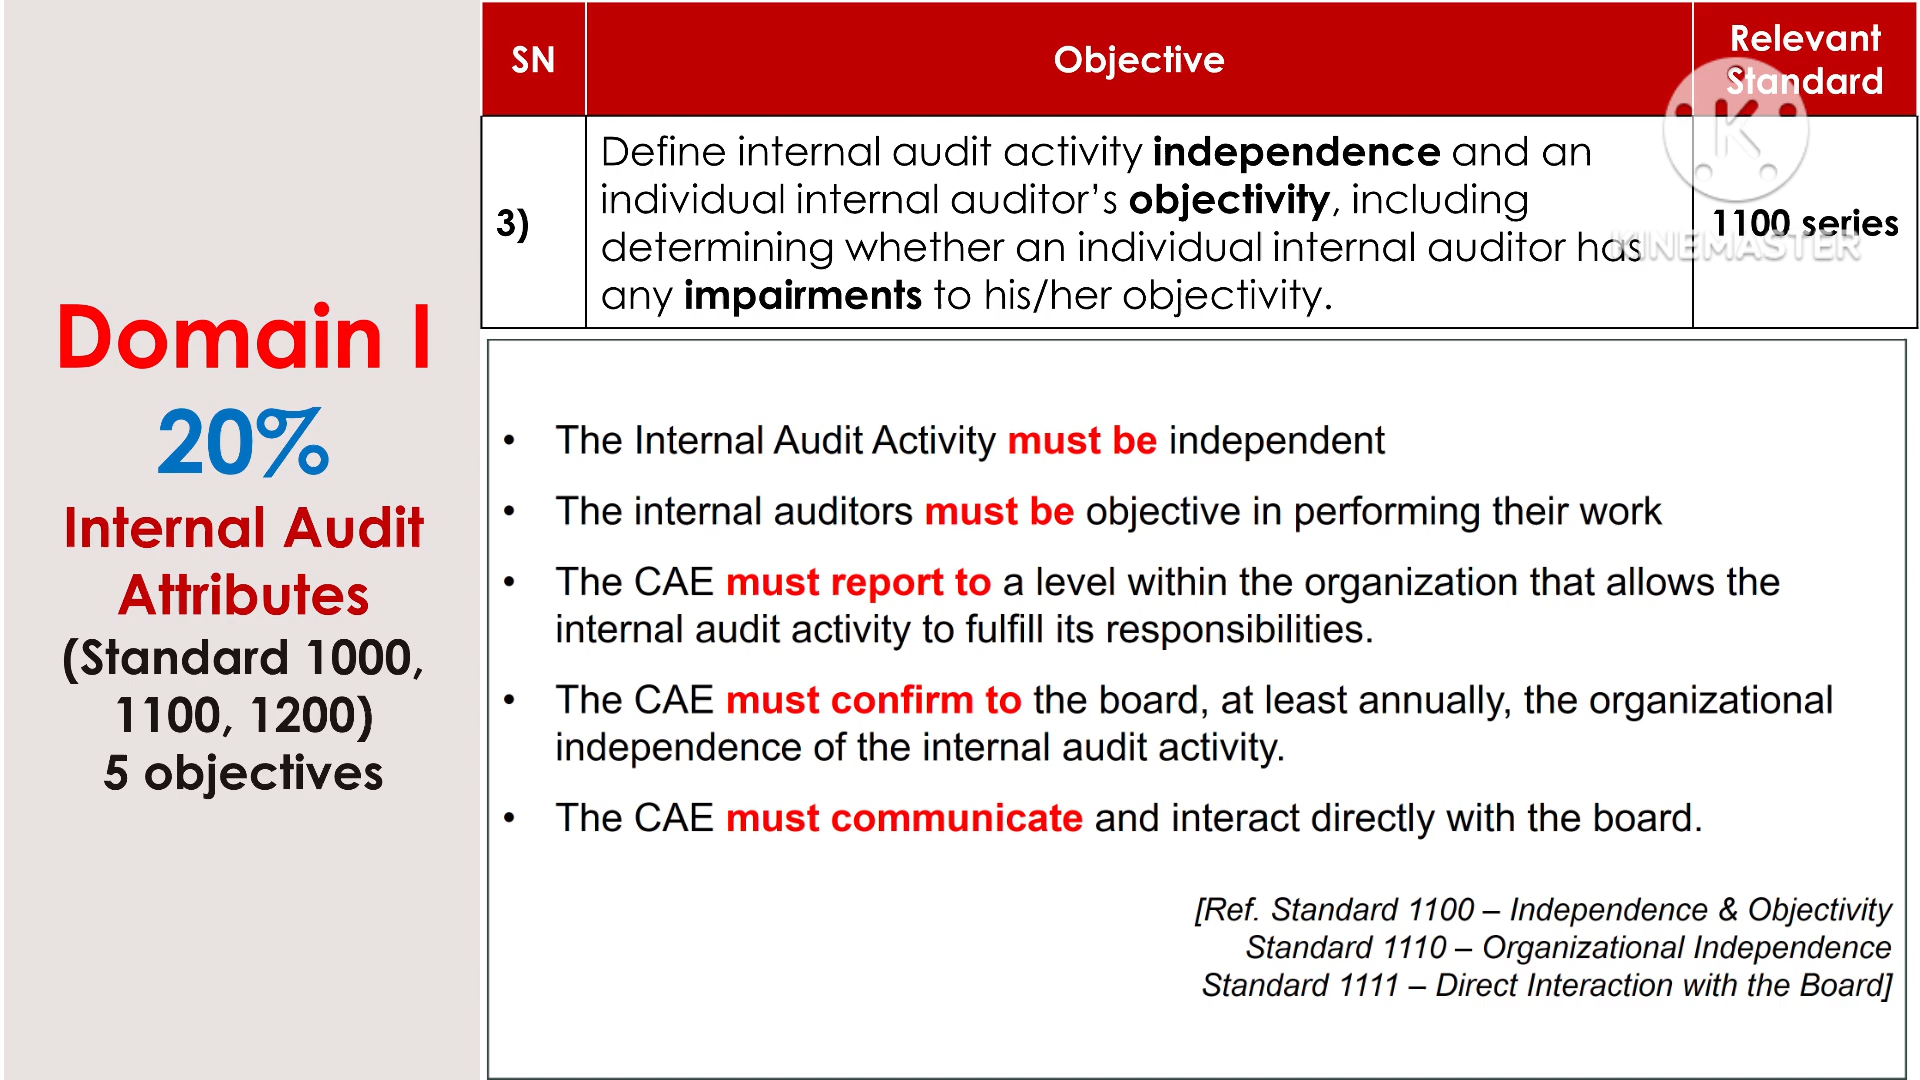 Domain I
20%
Internal Audit
Attributes
(Standard 1000,
1100, 1200)
5 objectives
SN
Objective
Relevant
Standard
3)
Define internal audit activity independence and an
individual internal auditor’s objectivity, including
determining whether an individual internal auditor has
any impairments to his/her objectivity.
1100 series
K
KINEMASTER
• The Internal Audit Activity must be independent
• The internal auditors must be objective in performing their work
• The CAE must report to a level within the organization that allows the
internal audit activity to fulfill its responsibilities.
• The CAE must confirm to the board, at least annually, the organizational
independence of the internal audit activity.
• The CAE must communicate and interact directly with the board.
[Ref. Standard 1100 – Independence & Objectivity
Standard 1110 – Organizational Independence
Standard 1111 – Direct Interaction with the Board]